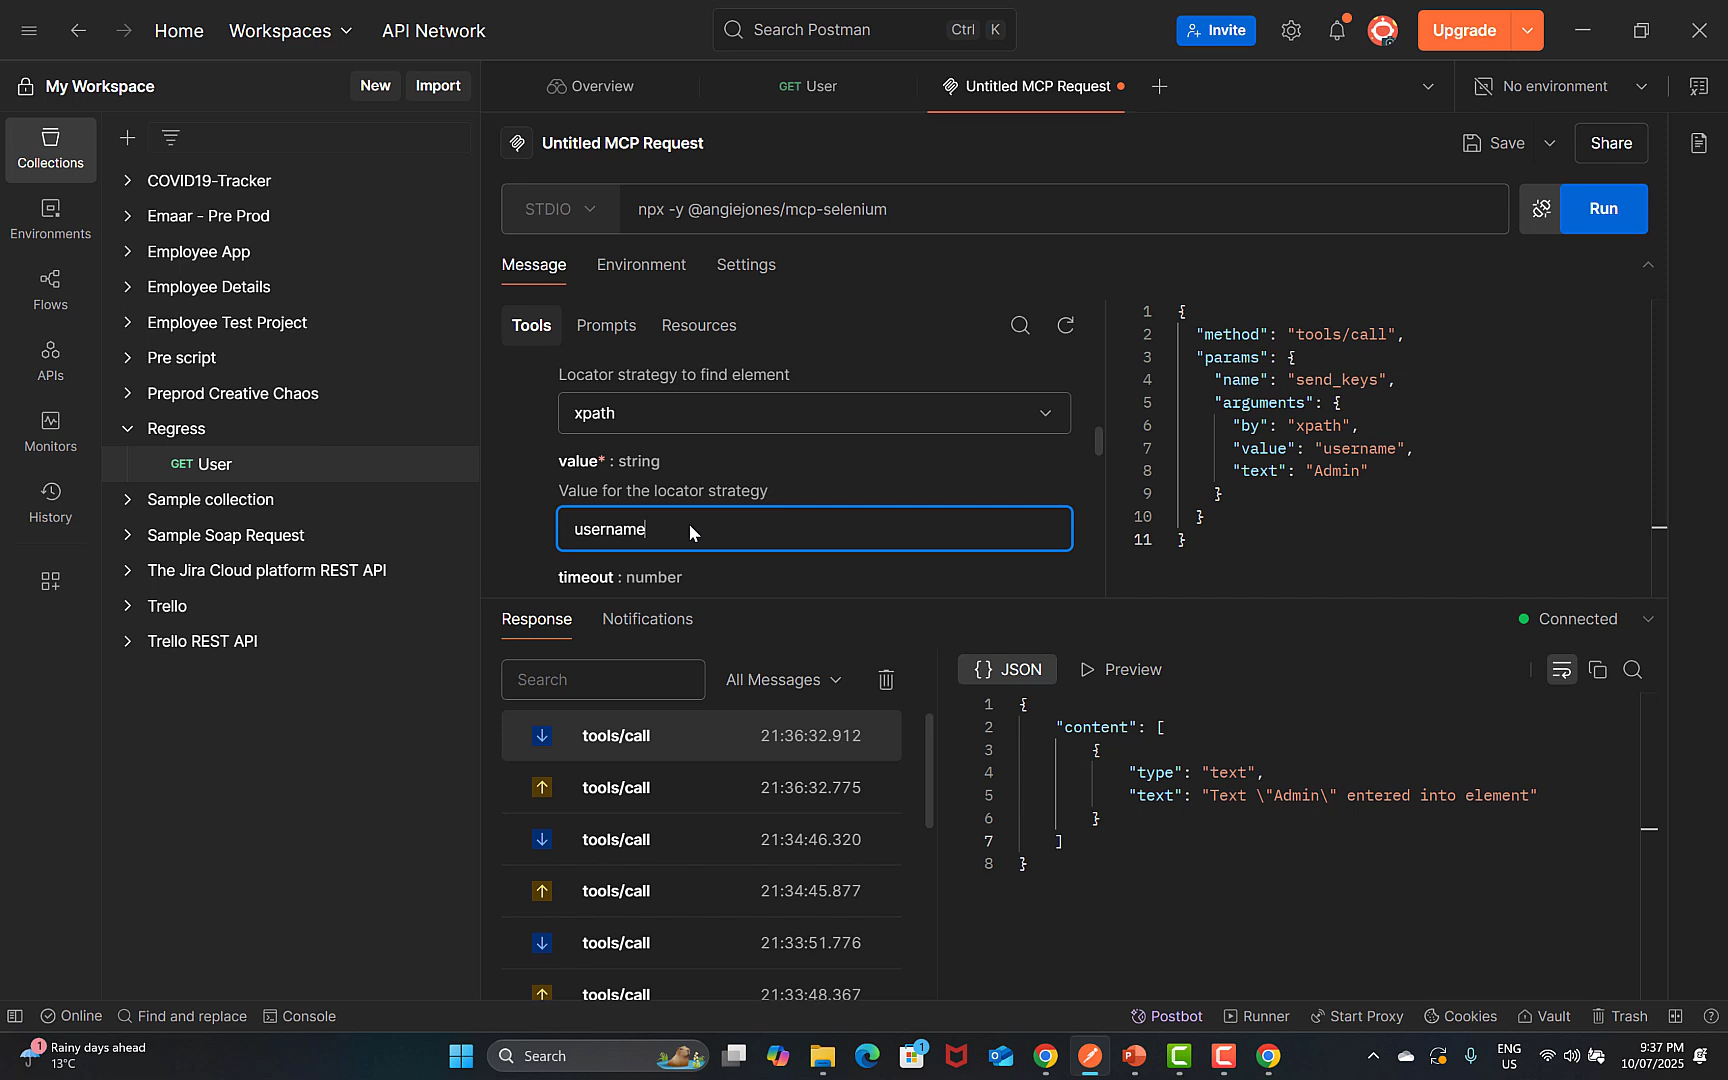 Home
Workspaces
API Network
Search Postman
Ctrl K
Invite
Upgrade
My Workspace
New
Import
Overview
GET User
Untitled MCP Request
No environment
Collections
Environments
Flows
APIs
Monitors
History
COVID19-Tracker
Emaar - Pre Prod
Employee App
Employee Details
Employee Test Project
Pre script
Preprod Creative Chaos
Regress
GET User
Sample collection
Sample Soap Request
The Jira Cloud platform REST API
Trello
Trello REST API
Untitled MCP Request
Save
Share
STDIO
npx -y @angiejones/mcp-selenium
Run
Message
Environment
Settings
Tools
Prompts
Resources
Locator strategy to find element
xpath
value* : string
Value for the locator strategy
username
timeout : number
1 {
2 "method": "tools/call",
3 "params": {
4 "name": "send_keys",
5 "arguments": {
6 "by": "xpath",
7 "value": "username",
8 "text": "Admin"
9 }
10 }
11 }
Response
Notifications
Connected
Search
All Messages
tools/call 21:36:32.912
tools/call 21:36:32.775
tools/call 21:34:46.320
tools/call 21:34:45.877
tools/call 21:33:51.776
tools/call 21:33:48.367
{} JSON
Preview
1 {
2 "content": [
3 {
4 "type": "text",
5 "text": "Text \"Admin\" entered into element"
6 }
7 ]
8 }
Online
Find and replace
Console
Postbot
Runner
Start Proxy
Cookies
Vault
Trash
1
Rainy days ahead
13°C
Search
1
ENG
US
9:37 PM
10/07/2025